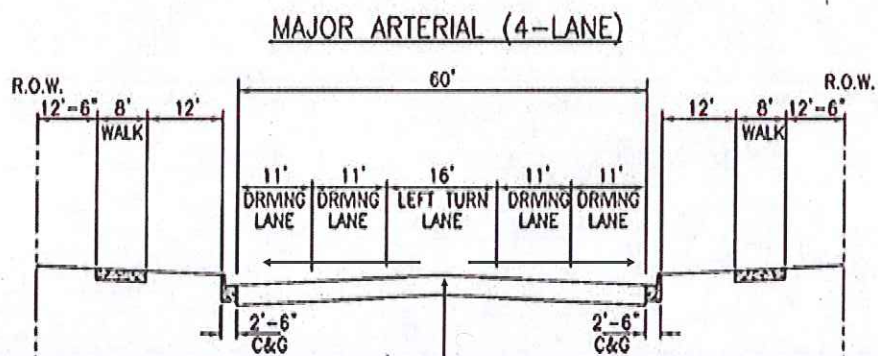 MAJOR ARTERIAL (4-LANE)
60'
R.O.W.
R.O.W.
12'-6" 8' 12'
12' 8' 12'-6"
WALK
WALK
11' 11' 16' 11' 11'
DRIVING DRIVING LEFT TURN DRIVING DRIVING
LANE LANE LANE LANE LANE
2'-6" 2'-6"
C&G C&G